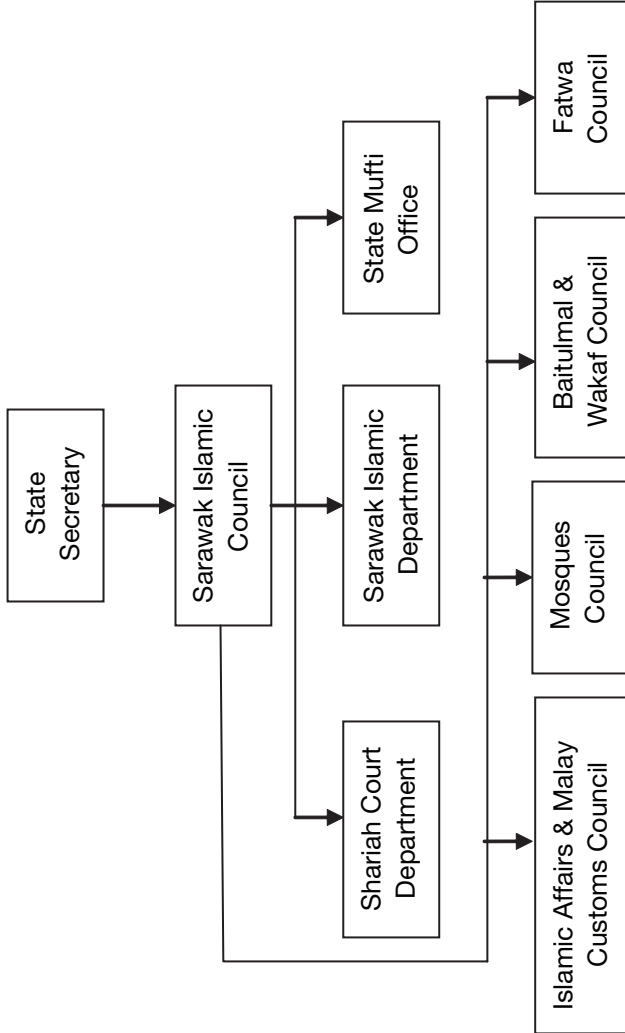 State
Secretary
Sarawak Islamic
Council
Shariah Court
Department
Sarawak Islamic
Department
State Mufti
Office
Islamic Affairs & Malay
Customs Council
Mosques
Council
Baitulmal &
Wakaf Council
Fatwa
Council